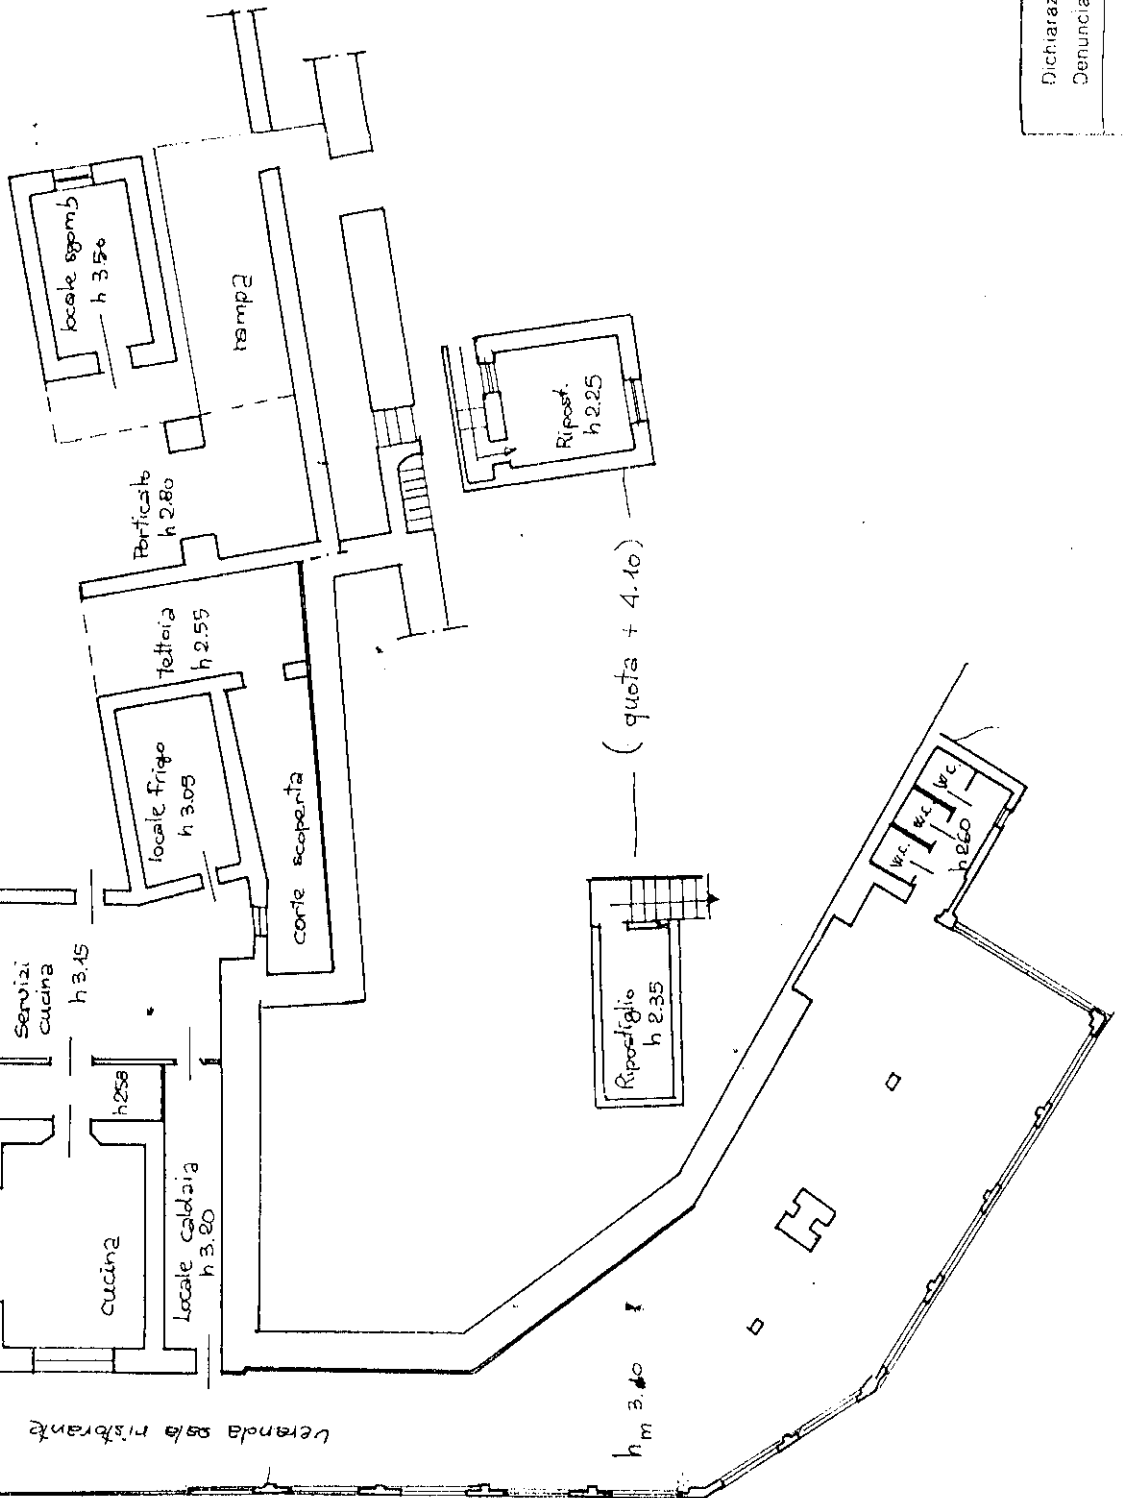 Dichiaraz
Denuncia
locale sgomb
h 3.50
rampa
Porticato
h 2.80
Ripost.
h 2.25
tettoia
h 2.55
( quota + 4.10 )
locale frigo
h 3.05
corte scoperta
servizi
cucina
h 3.15
h 2.58
Ripostiglio
h 2.35
w.c.
w.c.
w.c.
h 2.60
cucina
Locale caldaia
h 3.20
hm 3.10
veranda sala ristorante